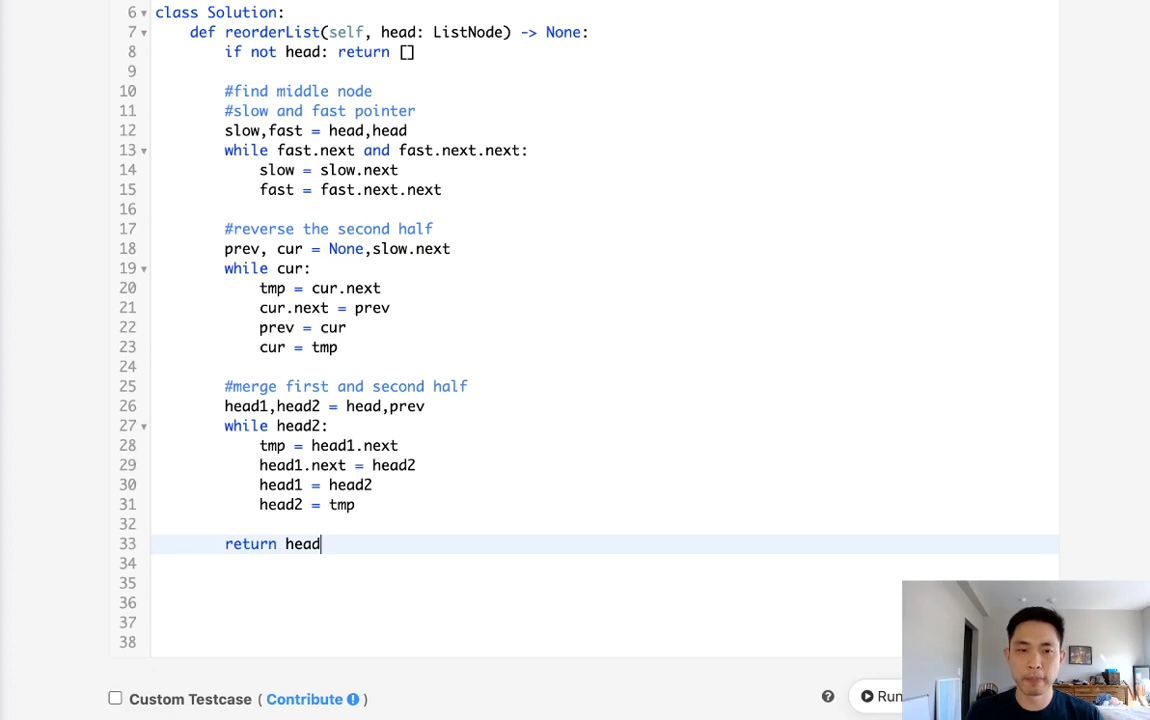 6 class Solution:
7 def reorderList(self, head: ListNode) -> None:
8 if not head: return []
9
10 #find middle node
11 #slow and fast pointer
12 slow,fast = head,head
13 while fast.next and fast.next.next:
14 slow = slow.next
15 fast = fast.next.next
16
17 #reverse the second half
18 prev, cur = None,slow.next
19 while cur:
20 tmp = cur.next
21 cur.next = prev
22 prev = cur
23 cur = tmp
24
25 #merge first and second half
26 head1,head2 = head,prev
27 while head2:
28 tmp = head1.next
29 head1.next = head2
30 head1 = head2
31 head2 = tmp
32
33 return head
34
35
36
37
38
Custom Testcase ( Contribute ) Run